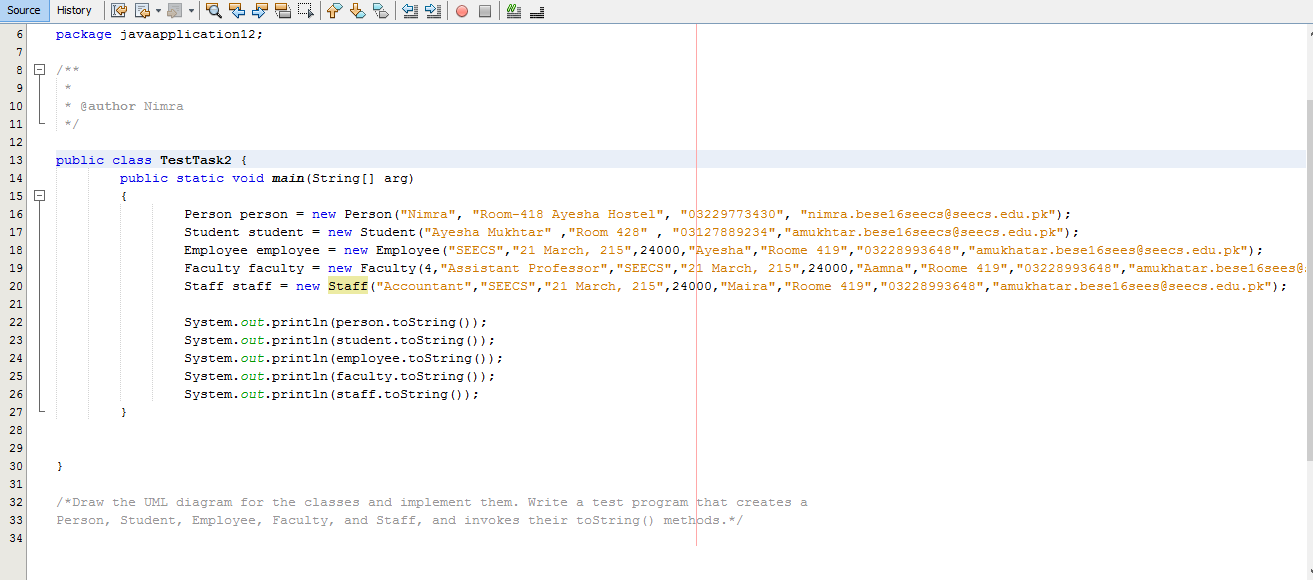 Source History
6 package javaapplication12;
7
8 /**
9 *
10 * @author Nimra
11 */
12
13 public class TestTask2 {
14 public static void main(String[] arg)
15 {
16 Person person = new Person("Nimra", "Room-418 Ayesha Hostel", "03229773430", "nimra.bese16seecs@seecs.edu.pk");
17 Student student = new Student("Ayesha Mukhtar" ,"Room 428" , "03127889234","amukhtar.bese16seecs@seecs.edu.pk");
18 Employee employee = new Employee("SEECS","21 March, 215",24000,"Ayesha","Roome 419","03228993648","amukhatar.bese16sees@seecs.edu.pk");
19 Faculty faculty = new Faculty(4,"Assistant Professor","SEECS","21 March, 215",24000,"Aamna","Roome 419","03228993648","amukhatar.bese16sees@
20 Staff staff = new Staff("Accountant","SEECS","21 March, 215",24000,"Maira","Roome 419","03228993648","amukhatar.bese16sees@seecs.edu.pk");
21
22 System.out.println(person.toString());
23 System.out.println(student.toString());
24 System.out.println(employee.toString());
25 System.out.println(faculty.toString());
26 System.out.println(staff.toString());
27 }
28
29
30 }
31
32 /*Draw the UML diagram for the classes and implement them. Write a test program that creates a
33 Person, Student, Employee, Faculty, and Staff, and invokes their toString() methods.*/
34